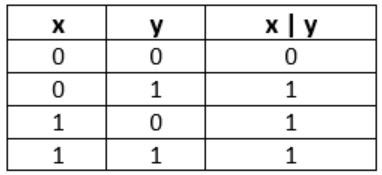 x y x | y
0 0 0
0 1 1
1 0 1
1 1 1